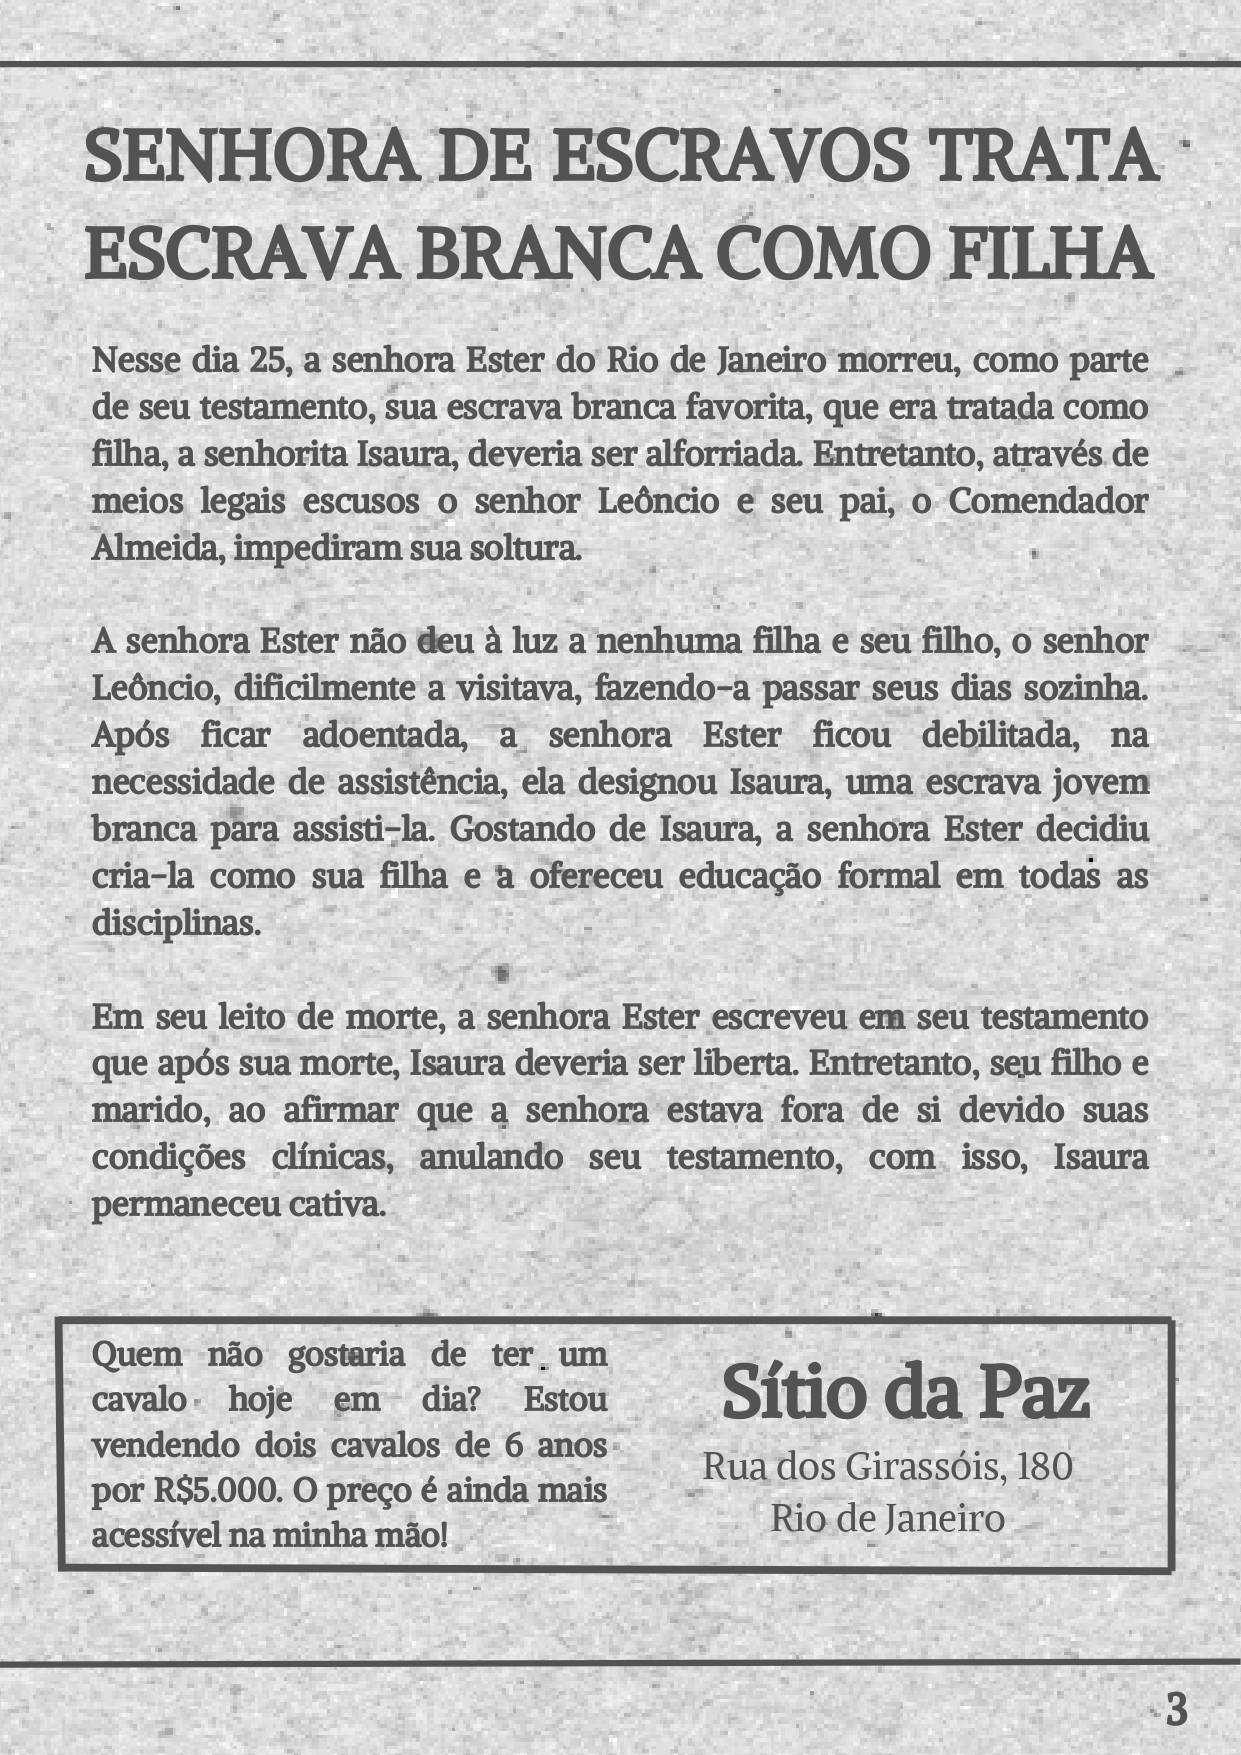 SENHORA DE ESCRAVOS TRATA
ESCRAVA BRANCA COMO FILHA
Nesse dia 25, a senhora Ester do Rio de Janeiro morreu, como parte
de seu testamento, sua escrava branca favorita, que era tratada como
filha, a senhorita Isaura, deveria ser alforriada. Entretanto, através de
meios legais escusos o senhor Leôncio e seu pai, o Comendador
Almeida, impediram sua soltura.
A senhora Ester não deu à luz a nenhuma filha e seu filho, o senhor
Leôncio, dificilmente a visitava, fazendo-a passar seus dias sozinha.
Após ficar adoentada, a senhora Ester ficou debilitada, na
necessidade de assistência, ela designou Isaura, uma escrava jovem
branca para assisti-la. Gostando de Isaura, a senhora Ester decidiu
cria-la como sua filha e a ofereceu educação formal em todas as
disciplinas.
Em seu leito de morte, a senhora Ester escreveu em seu testamento
que após sua morte, Isaura deveria ser liberta. Entretanto, seu filho e
marido, ao afirmar que a senhora estava fora de si devido suas
condições clínicas, anulando seu testamento, com isso, Isaura
permaneceu cativa.
Quem não gostaria de ter um
cavalo hoje em dia? Estou
vendendo dois cavalos de 6 anos
por R$5.000. O preço é ainda mais
acessível na minha mão!
Sítio da Paz
Rua dos Girassóis, 180
Rio de Janeiro
3